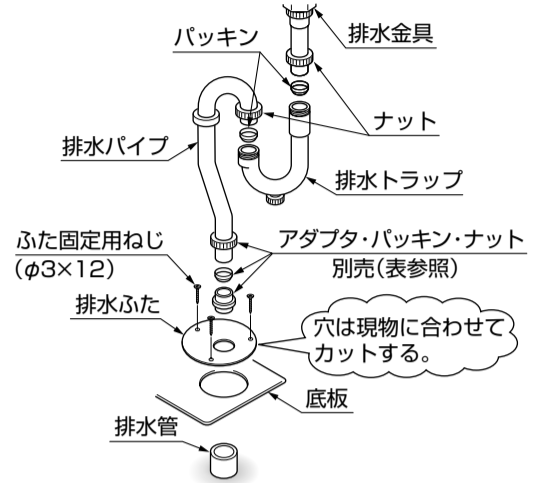 パッキン
排水金具
ナット
排水パイプ
排水トラップ
ふた固定用ねじ
(φ3×12)
アダプタ・パッキン・ナット
別売(表参照)
排水ふた
穴は現物に合わせて
カットする。
底板
排水管